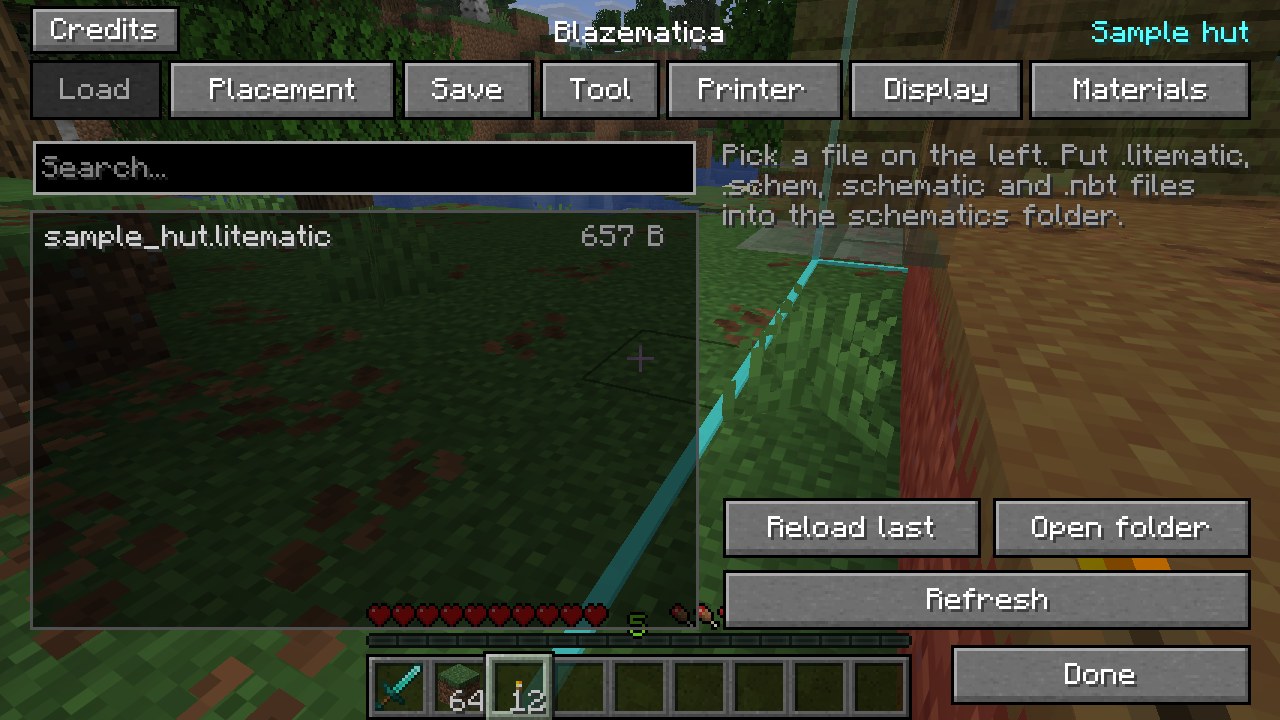 Credits
Blazematica
Sample hut
Load
Placement
Save
Tool
Printer
Display
Materials
Search...
Pick a file on the left. Put .litematic,
.schem, .schematic and .nbt files
into the schematics folder.
sample_hut.litematic
657 B
Reload last
Open folder
Refresh
5
64
12
Done